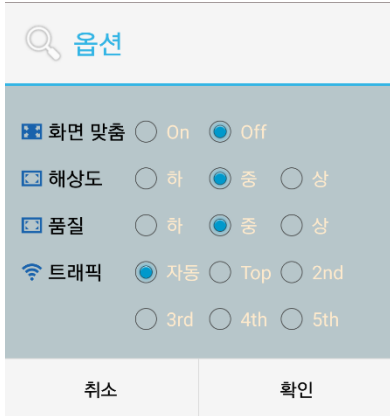 옵션
화면 맞춤 On Off
해상도 하 중 상
품질 하 중 상
트래픽 자동 Top 2nd
3rd 4th 5th
취소 확인